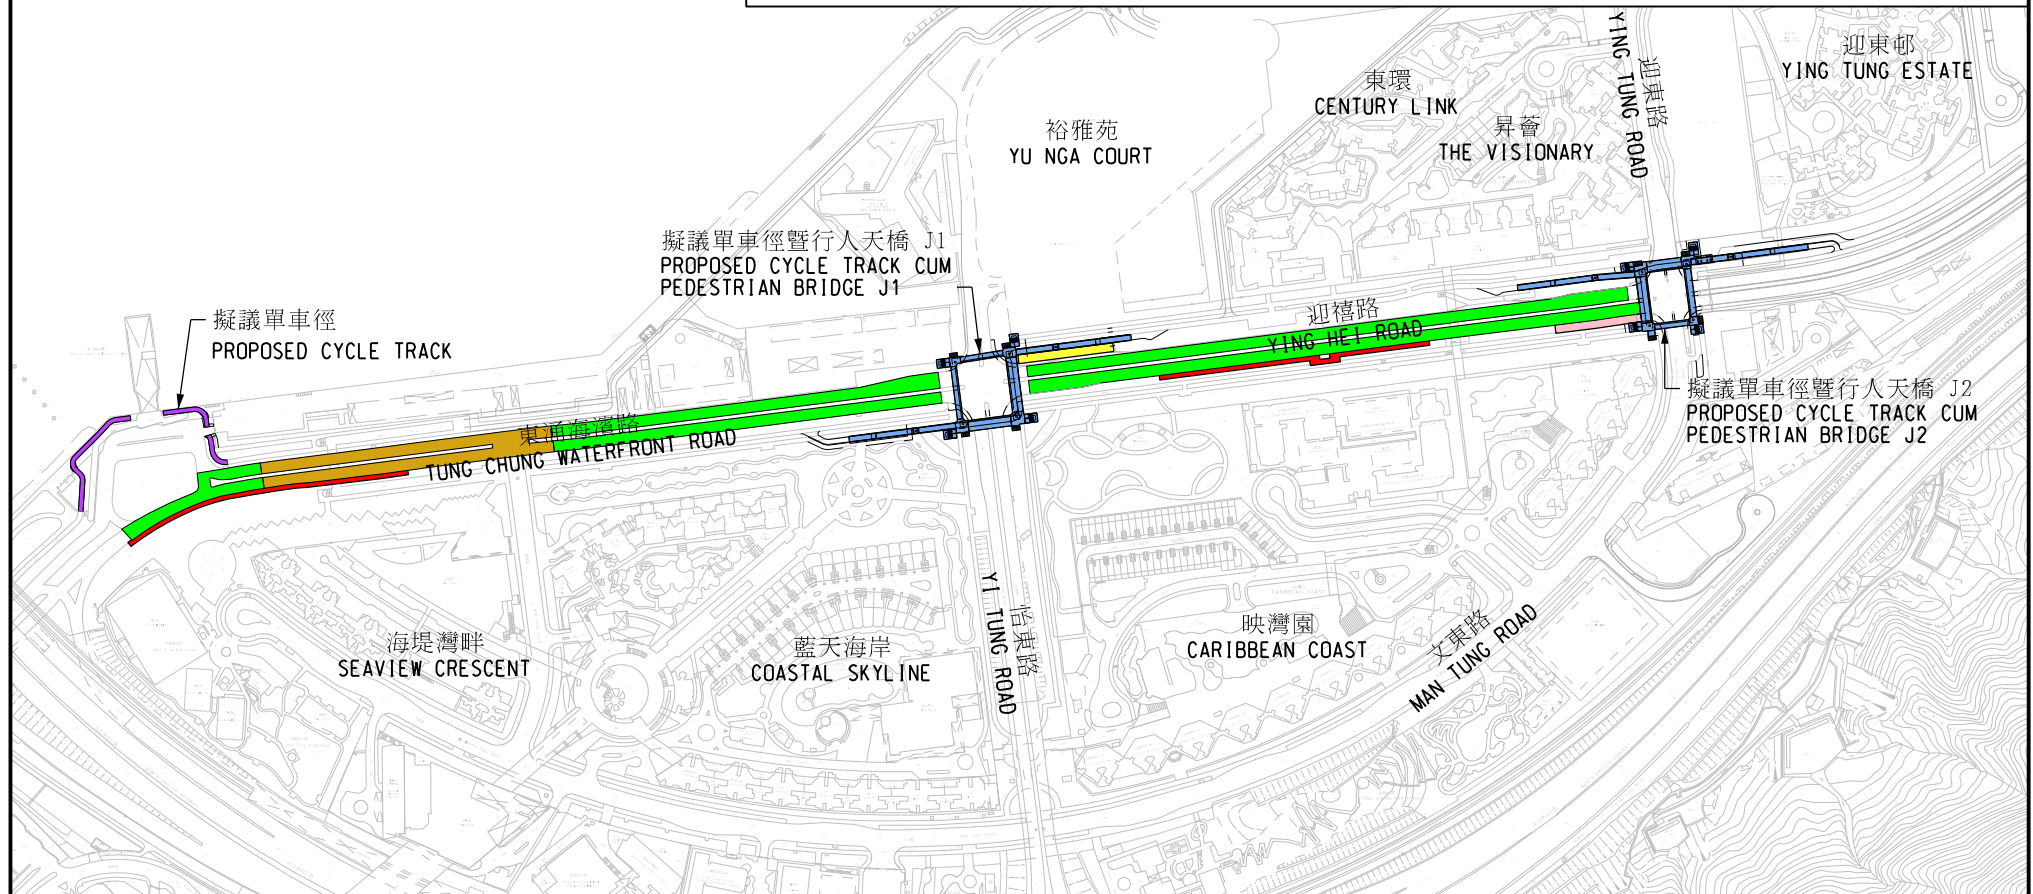 迎東邨
YING TUNG ESTATE
迎東路
YING TUNG ROAD
東環
CENTURY LINK
昇薈
THE VISIONARY
裕雅苑
YU NGA COURT
擬議單車徑暨行人天橋 J1
PROPOSED CYCLE TRACK CUM
PEDESTRIAN BRIDGE J1
擬議單車徑
PROPOSED CYCLE TRACK
迎禧路
YING HEI ROAD
擬議單車徑暨行人天橋 J2
PROPOSED CYCLE TRACK CUM
PEDESTRIAN BRIDGE J2
東涌海濱路
TUNG CHUNG WATERFRONT ROAD
怡東路
YI TUNG ROAD
海堤灣畔
SEAVIEW CRESCENT
藍天海岸
COASTAL SKYLINE
映灣園
CARIBBEAN COAST
文東路
MAN TUNG ROAD
CARIBBEAN COAST